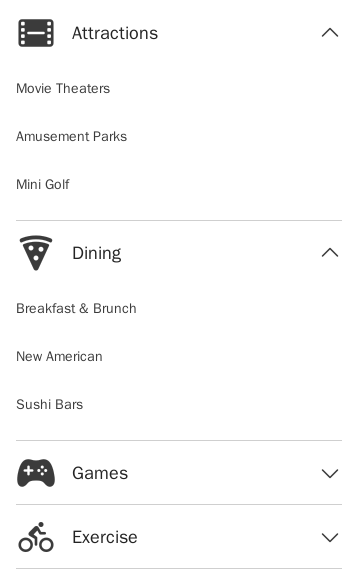 Attractions
Movie Theaters
Amusement Parks
Mini Golf
Dining
Breakfast & Brunch
New American
Sushi Bars
Games
Exercise